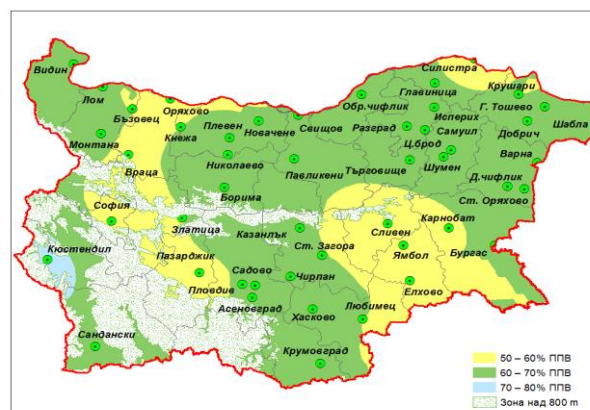 Видин
Лом
Бъзовец
Оряхово
Монтана
Кнежа
Плевен
Новачене
Свищов
Обр.чифлик
Силистра
Главиница
Крушари
Исперих
Г. Тошево
Разград
Самуил
Добрич
Шабла
Ц.брод
Варна
Шумен
Търговище
Д.чифлик
Ст. Оряхово
Враца
Николаево
Павликени
Борима
София
Златица
Казанлък
Сливен
Карнобат
Кюстендил
Пазарджик
Ст. Загора
Ямбол
Бургас
Садово
Чирпан
Пловдив
Асеновград
Елхово
Хасково
Любимец
Сандански
Крумовград
50 – 60% ППВ
60 – 70% ППВ
70 – 80% ППВ
Зона над 800 m